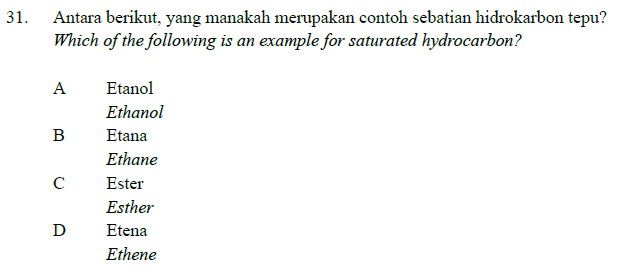 31. Antara berikut, yang manakah merupakan contoh sebatian hidrokarbon tepu?
Which of the following is an example for saturated hydrocarbon?
A Etanol
Ethanol
B Etana
Ethane
C Ester
Esther
D Etena
Ethene